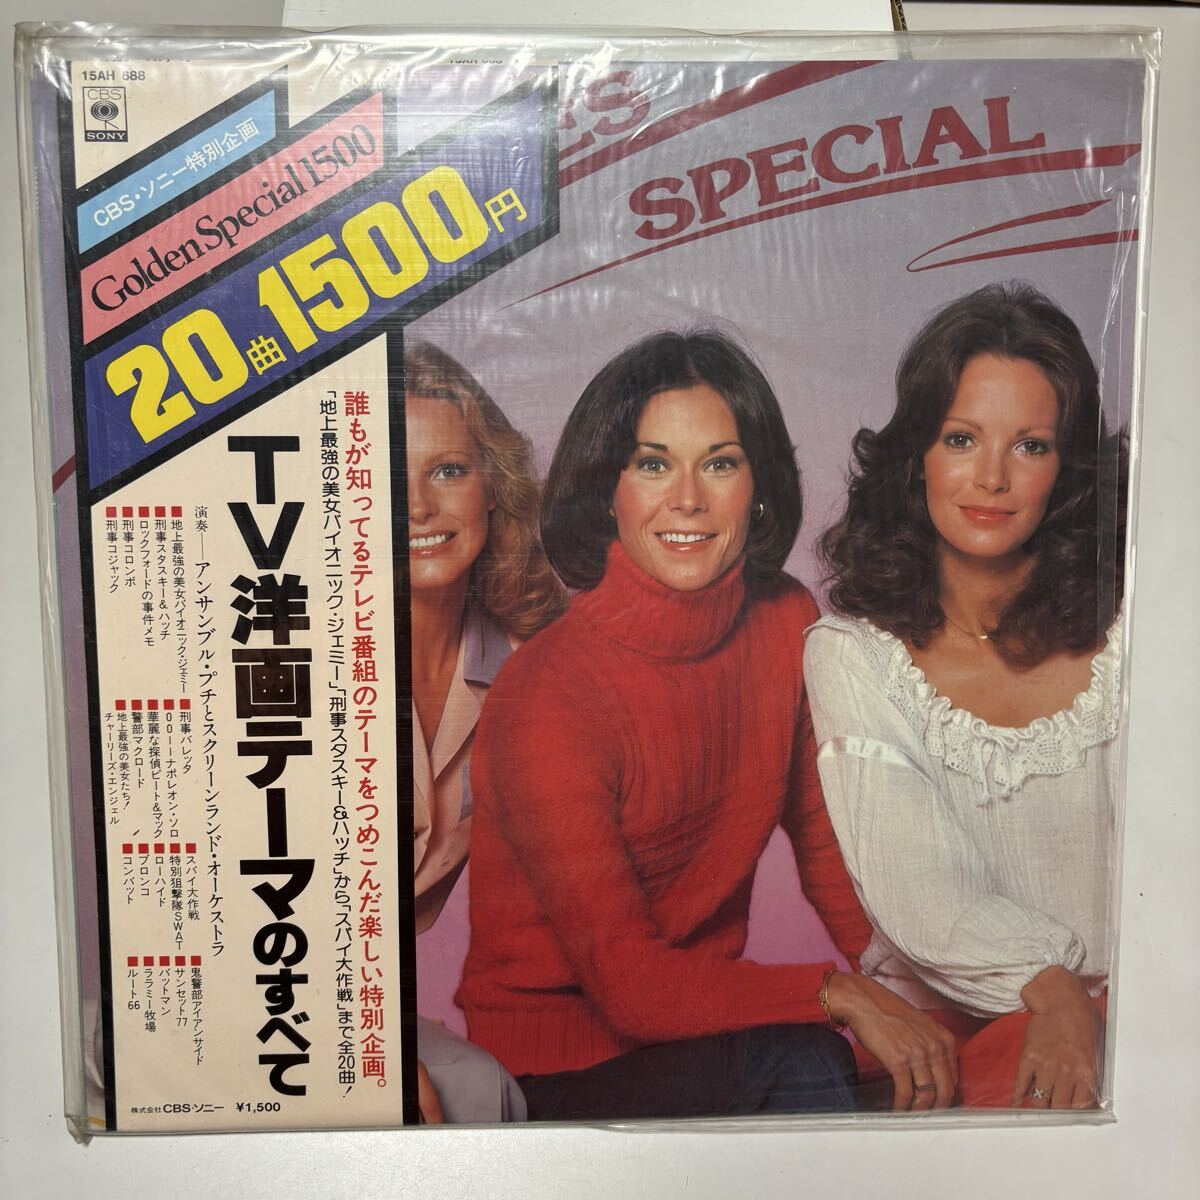 15AH 688
CBS
SONY
CBS・ソニー特別企画
Golden Special 1500
20曲1500円
ES
SPECIAL
誰もが知ってるテレビ番組のテーマをつめこんだ楽しい特別企画。
「地上最強の美女バイオニック・ジェミー」「刑事スタスキー&ハッチ」から「スパイ大作戦」まで全20曲!
TV洋画テーマのすべて
演奏——アンサンブル・プチとスクリーンランド・オーケストラ
■地上最強の美女バイオニック・ジェミー
■刑事スタスキー&ハッチ
■ロックフォードの事件メモ
■刑事コロンボ
■刑事コジャック
■刑事バレッタ
■0011ナポレオン・ソロ
■華麗な探偵ピート&マック
■警部マクロード
■地上最強の美女たち!
チャーリーズ・エンジェル
■スパイ大作戦
■特別狙撃隊SWAT
■ローハイド
■ブロンコ
■コンバット
■鬼警部アイアンサイド
■サンセット77
■バットマン
■ララミー牧場
■ルート66
株式会社CBS・ソニー ¥1,500